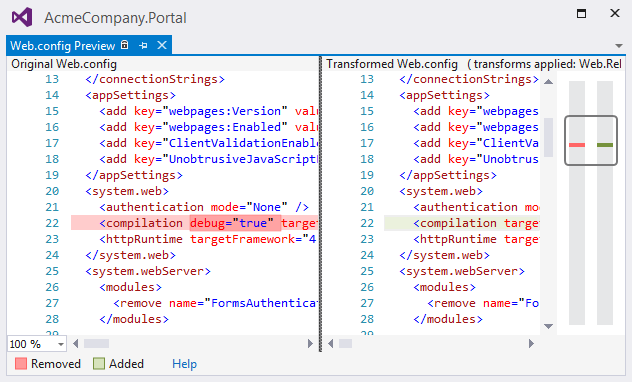 AcmeCompany.Portal
Web.config Preview
Original Web.config
13 </connectionStrings>
14 <appSettings>
15 <add key="webpages:Version" valu
16 <add key="webpages:Enabled" valu
17 <add key="ClientValidationEnable
18 <add key="UnobtrusiveJavaScriptE
19 </appSettings>
20 <system.web>
21 <authentication mode="None" />
22 <compilation debug="true" target
23 <httpRuntime targetFramework="4
24 </system.web>
25 <system.webServer>
26 <modules>
27 <remove name="FormsAuthenticat
28 </modules>
29
Transformed Web.config ( transforms applied: Web.Rel
13 </connectionStrings>
14 <appSettings>
15 <add key="webpages
16 <add key="webpages
17 <add key="ClientVa
18 <add key="Unobtrus
19 </appSettings>
20 <system.web>
21 <authentication mo
22 <compilation targe
23 <httpRuntime targe
24 </system.web>
25 <system.webServer>
26 <modules>
27 <remove name="Fo
28 </modules>
29
100 %
Removed Added Help